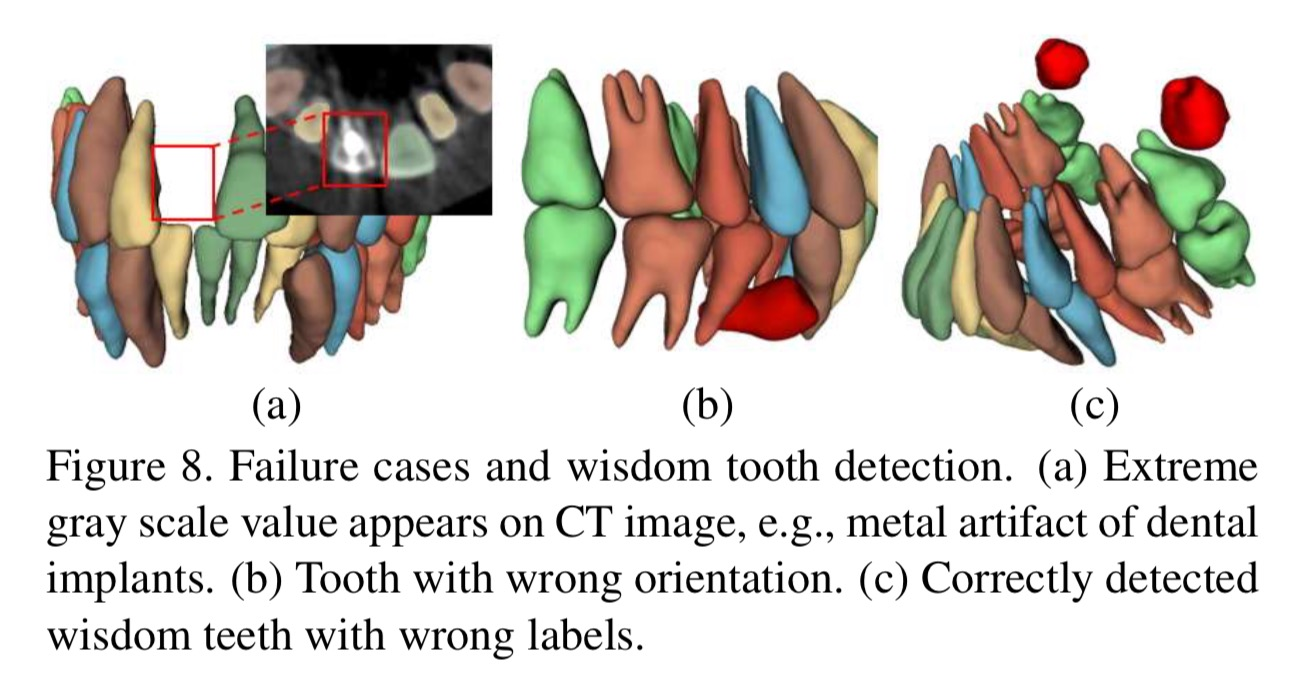 (a)
(b)
(c)
Figure 8. Failure cases and wisdom tooth detection. (a) Extreme
gray scale value appears on CT image, e.g., metal artifact of dental
implants. (b) Tooth with wrong orientation. (c) Correctly detected
wisdom teeth with wrong labels.